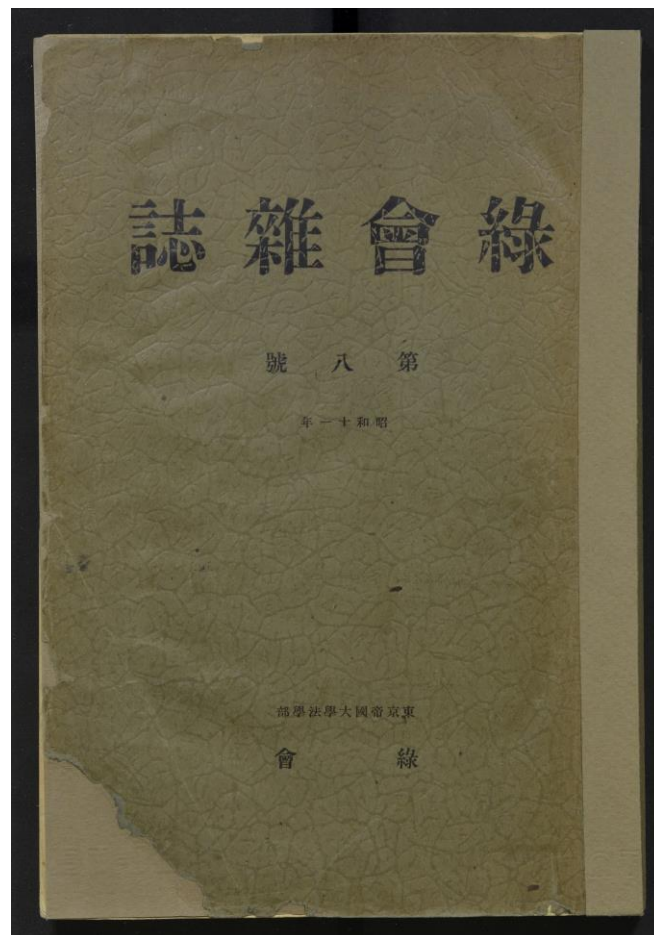 綠會雜誌
第八號
昭和十一年
東京帝國大學法學部
綠會